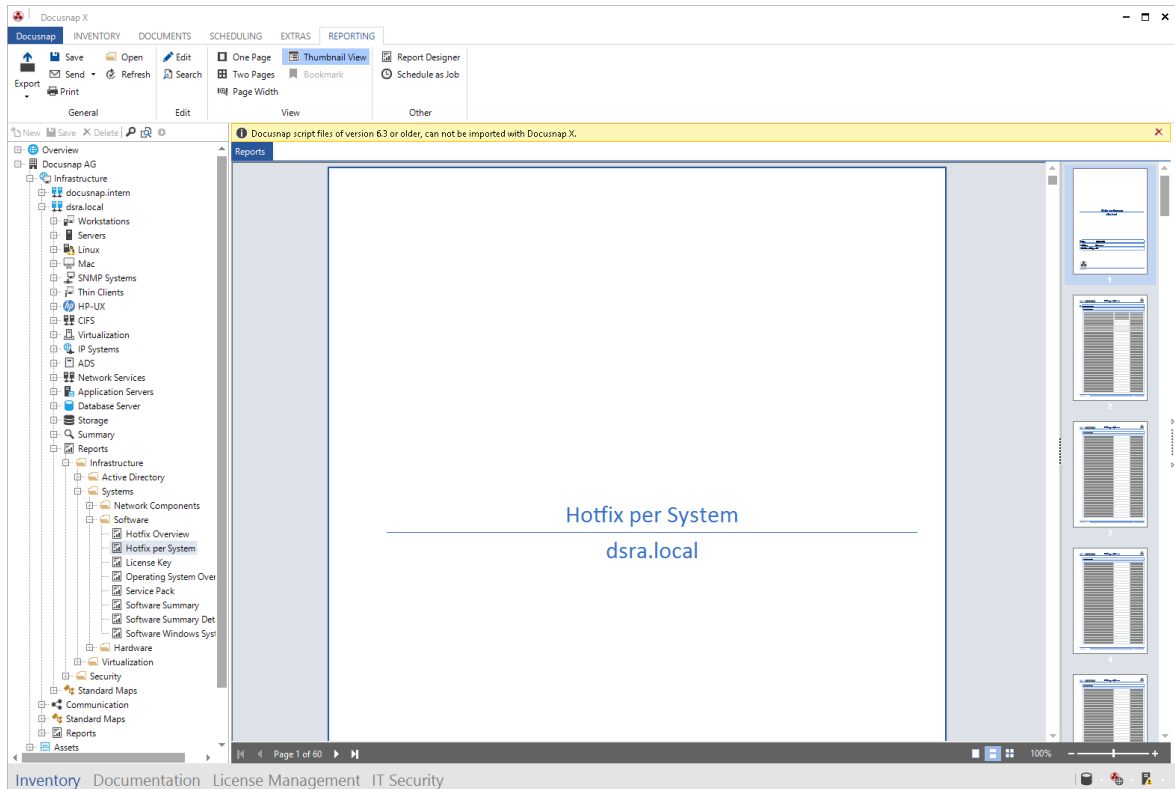 Docusnap X
Docusnap INVENTORY DOCUMENTS SCHEDULING EXTRAS REPORTING
Export
Save Open
Send Refresh
Print
General
Edit
Search
Edit
One Page Thumbnail View
Two Pages Bookmark
Page Width
View
Report Designer
Schedule as Job
Other
New Save Delete
Docusnap script files of version 6.3 or older, can not be imported with Docusnap X.
Reports
Overview
Docusnap AG
Infrastructure
docusnap.intern
dsra.local
Workstations
Servers
Linux
Mac
SNMP Systems
Thin Clients
HP-UX
CIFS
Virtualization
IP Systems
ADS
Network Services
Application Servers
Database Server
Storage
Summary
Reports
Infrastructure
Active Directory
Systems
Network Components
Software
Hotfix Overview
Hotfix per System
License Key
Operating System Over
Service Pack
Software Summary
Software Summary Det
Software Windows Syst
Hardware
Virtualization
Security
Standard Maps
Communication
Standard Maps
Reports
Assets
Hotfix per System
dsra.local
1
2
3
4
Page 1 of 60
100%
Inventory Documentation License Management IT Security